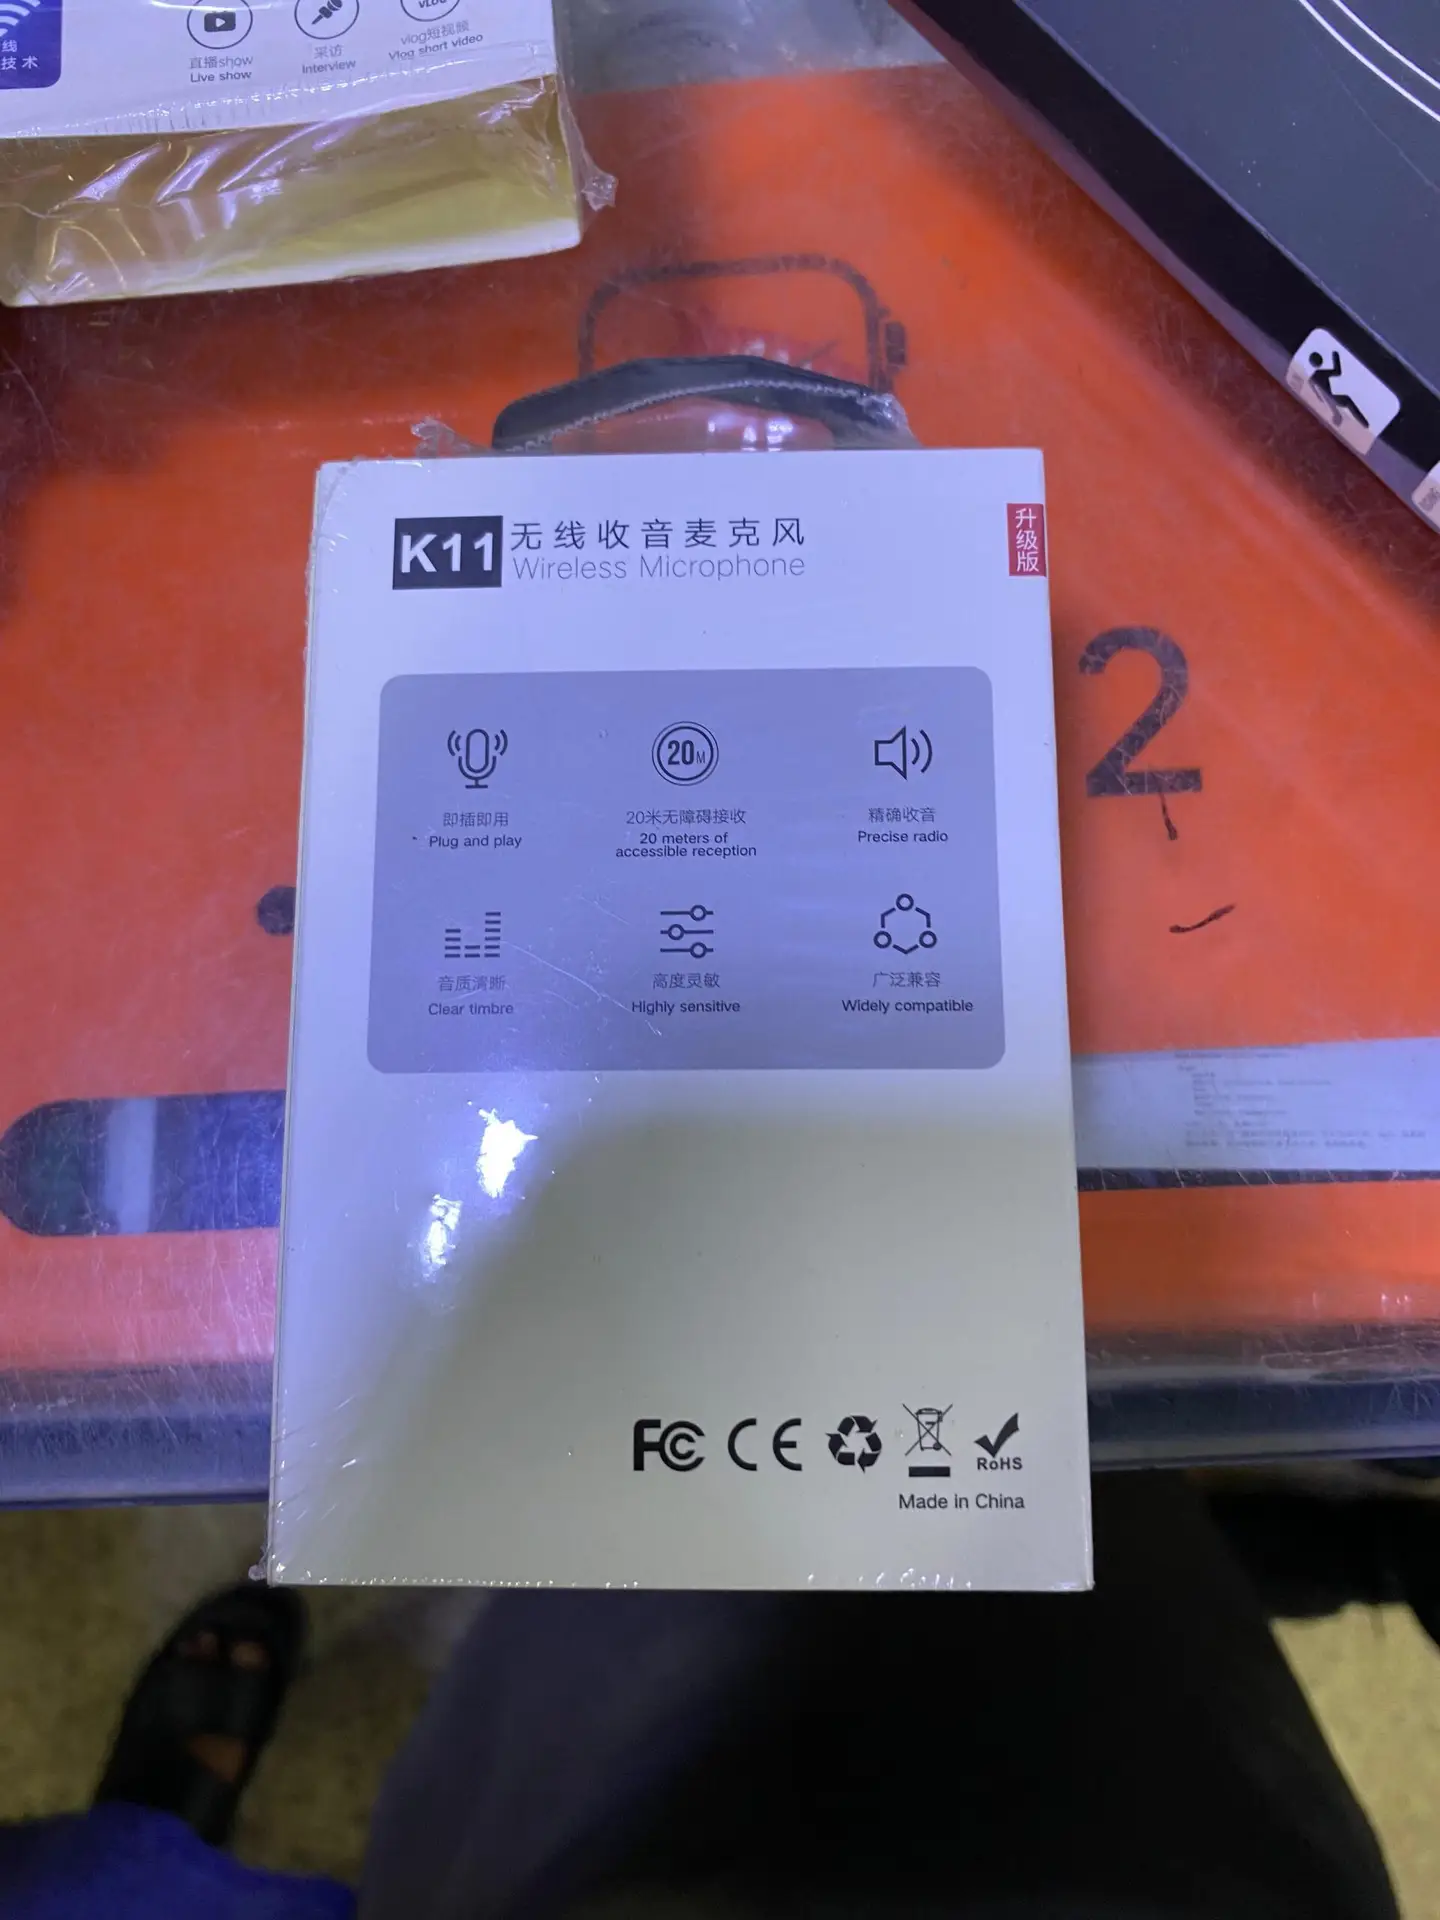 线
技术
直播show
Live show
采访
Interview
VLOG
vlog短视频
Vlog short video
K11
无线收音麦克风
Wireless Microphone
升级版
20M
即插即用
Plug and play
20米无障碍接收
20 meters of
accessible reception
精确收音
Precise radio
音质清晰
Clear timbre
高度灵敏
Highly sensitive
广泛兼容
Widely compatible
2
FC CE
RoHS
Made in China